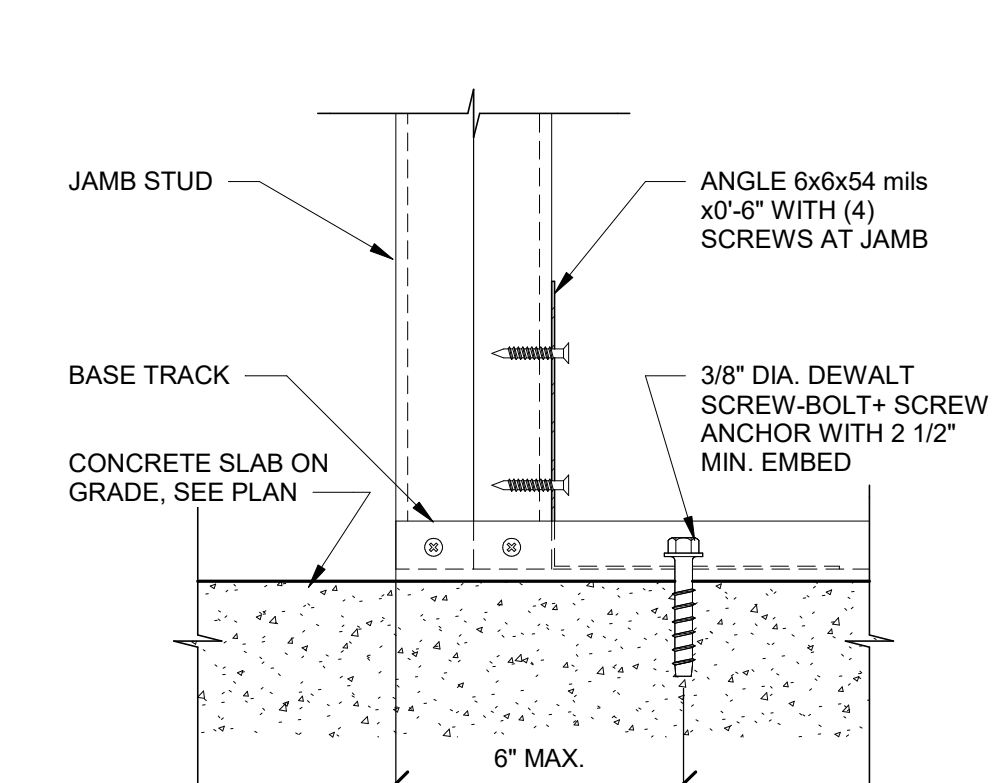 JAMB STUD
ANGLE 6x6x54 mils
x0'-6" WITH (4)
SCREWS AT JAMB
BASE TRACK
3/8" DIA. DEWALT
SCREW-BOLT+ SCREW
ANCHOR WITH 2 1/2"
MIN. EMBED
CONCRETE SLAB ON
GRADE, SEE PLAN
6" MAX.